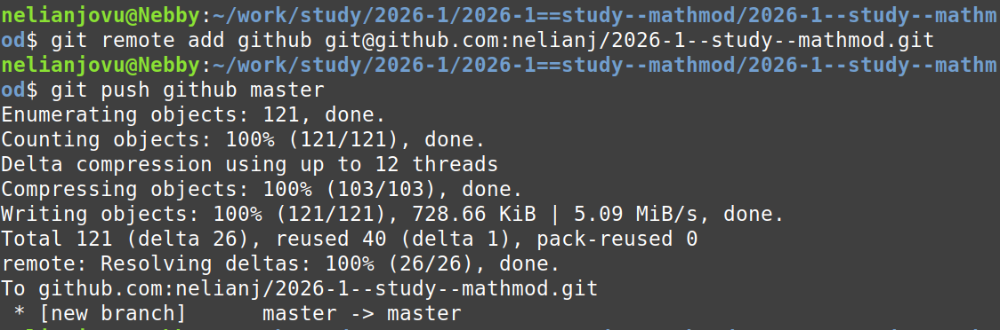 nelianjovu@Nebby:~/work/study/2026-1/2026-1==study--mathmod/2026-1--study--mathm
od$ git remote add github git@github.com:nelianj/2026-1--study--mathmod.git
nelianjovu@Nebby:~/work/study/2026-1/2026-1==study--mathmod/2026-1--study--mathm
od$ git push github master
Enumerating objects: 121, done.
Counting objects: 100% (121/121), done.
Delta compression using up to 12 threads
Compressing objects: 100% (103/103), done.
Writing objects: 100% (121/121), 728.66 KiB | 5.09 MiB/s, done.
Total 121 (delta 26), reused 40 (delta 1), pack-reused 0
remote: Resolving deltas: 100% (26/26), done.
To github.com:nelianj/2026-1--study--mathmod.git
 * [new branch]      master -> master